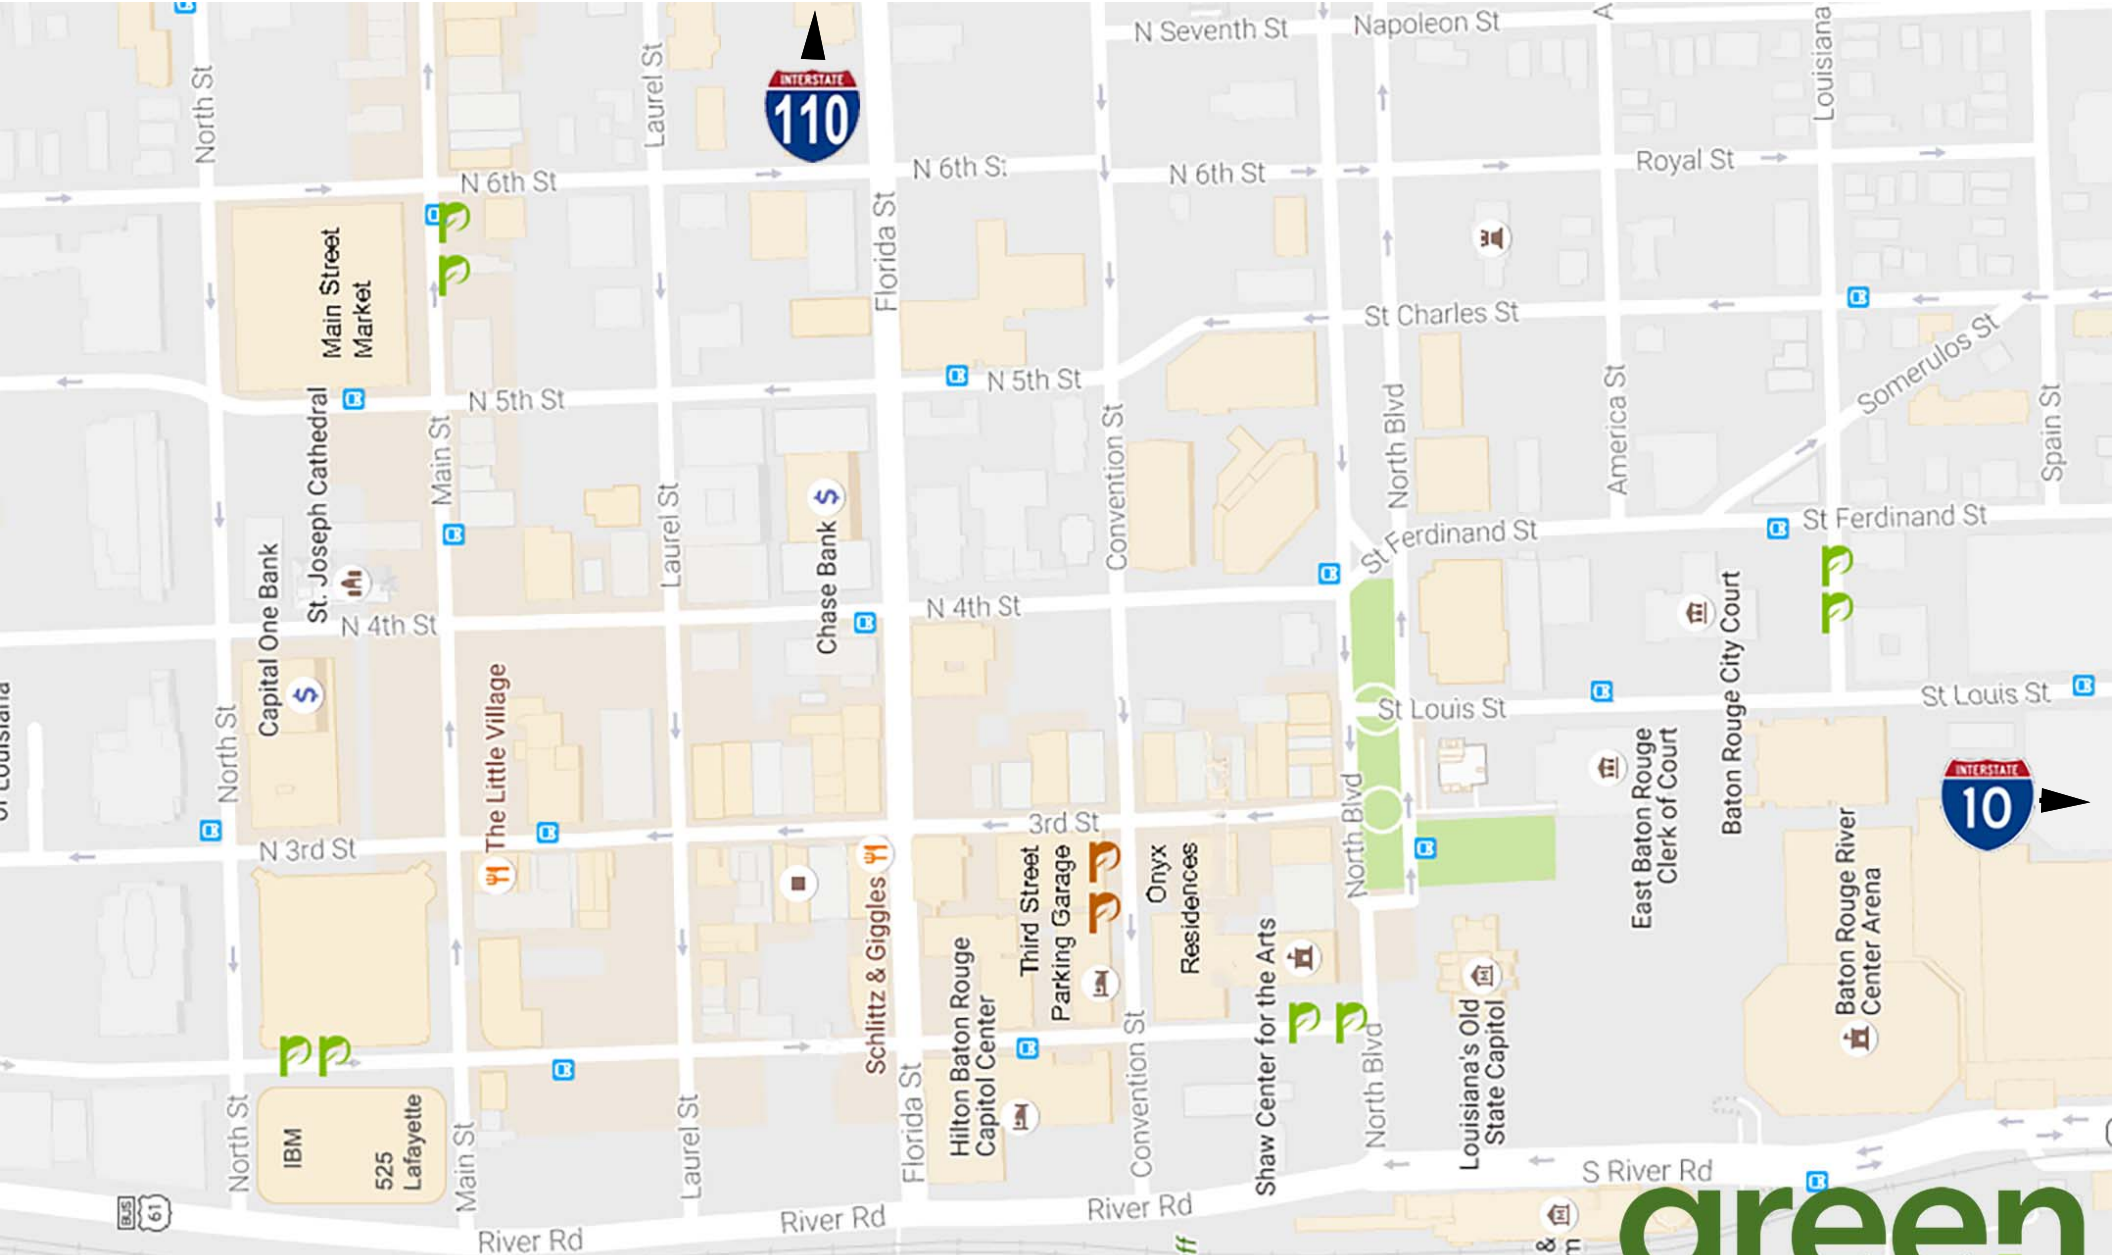 N Seventh St
Napoleon St
A
Louisiana
North St
Laurel St
INTERSTATE
110
N 6th St
N 6th St
N 6th St
Royal St
Main Street
Market
Florida St
St Charles St
Somerulos St
N 5th St
N 5th St
St. Joseph Cathedral
Main St
Convention St
North Blvd
America St
Spain St
Laurel St
Chase Bank
$
St Ferdinand St
St Ferdinand St
Capital One Bank
$
N 4th St
N 4th St
Baton Rouge City Court
St Louis St
St Louis St
North St
The Little Village
North Blvd
East Baton Rouge
Clerk of Court
INTERSTATE
10
N 3rd St
3rd St
Third Street
Parking Garage
Onyx
Residences
Baton Rouge River
Center Arena
Schlittz & Giggles
Hilton Baton Rouge
Capitol Center
Shaw Center for the Arts
Louisiana's Old
State Capitol
North St
IBM
525
Lafayette
Main St
Laurel St
Florida St
Convention St
North Blvd
S River Rd
BUS
61
River Rd
River Rd
River Rd
ff
&
m
green